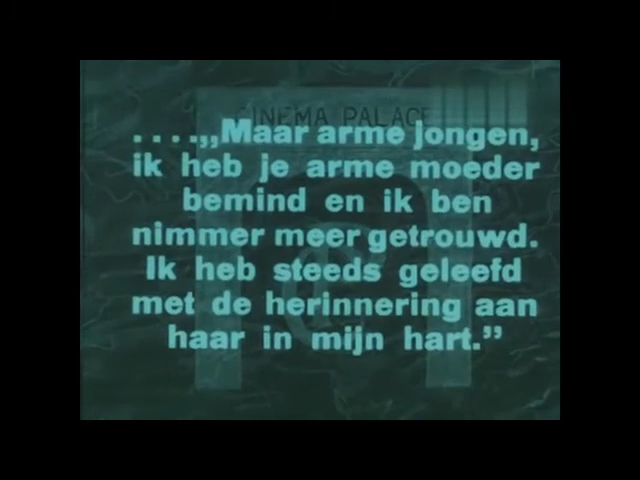 CINEMA PALACE
. . . .„Maar arme jongen,
ik heb je arme moeder
bemind en ik ben
nimmer meer getrouwd.
Ik heb steeds geleefd
met de herinnering aan
haar in mijn hart.”